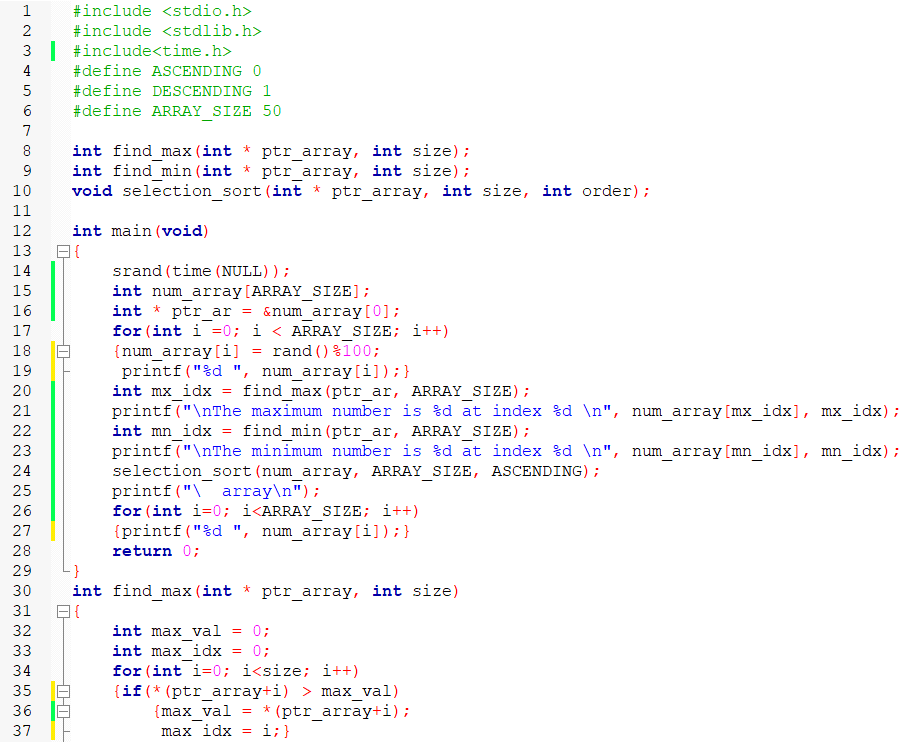 1 #include <stdio.h>
2 #include <stdlib.h>
3 #include<time.h>
4 #define ASCENDING 0
5 #define DESCENDING 1
6 #define ARRAY_SIZE 50
7
8 int find_max(int * ptr_array, int size);
9 int find_min(int * ptr_array, int size);
10 void selection_sort(int * ptr_array, int size, int order);
11
12 int main(void)
13 {
14     srand(time(NULL));
15     int num_array[ARRAY_SIZE];
16     int * ptr_ar = &num_array[0];
17     for(int i =0; i < ARRAY_SIZE; i++)
18     {num_array[i] = rand()%100;
19      printf("%d ", num_array[i]);}
20     int mx_idx = find_max(ptr_ar, ARRAY_SIZE);
21     printf("\nThe maximum number is %d at index %d \n", num_array[mx_idx], mx_idx);
22     int mn_idx = find_min(ptr_ar, ARRAY_SIZE);
23     printf("\nThe minimum number is %d at index %d \n", num_array[mn_idx], mn_idx);
24     selection_sort(num_array, ARRAY_SIZE, ASCENDING);
25     printf("\  array\n");
26     for(int i=0; i<ARRAY_SIZE; i++)
27     {printf("%d ", num_array[i]);}
28     return 0;
29 }
30 int find_max(int * ptr_array, int size)
31 {
32     int max_val = 0;
33     int max_idx = 0;
34     for(int i=0; i<size; i++)
35     {if(*(ptr_array+i) > max_val)
36         {max_val = *(ptr_array+i);
37          max_idx = i;}